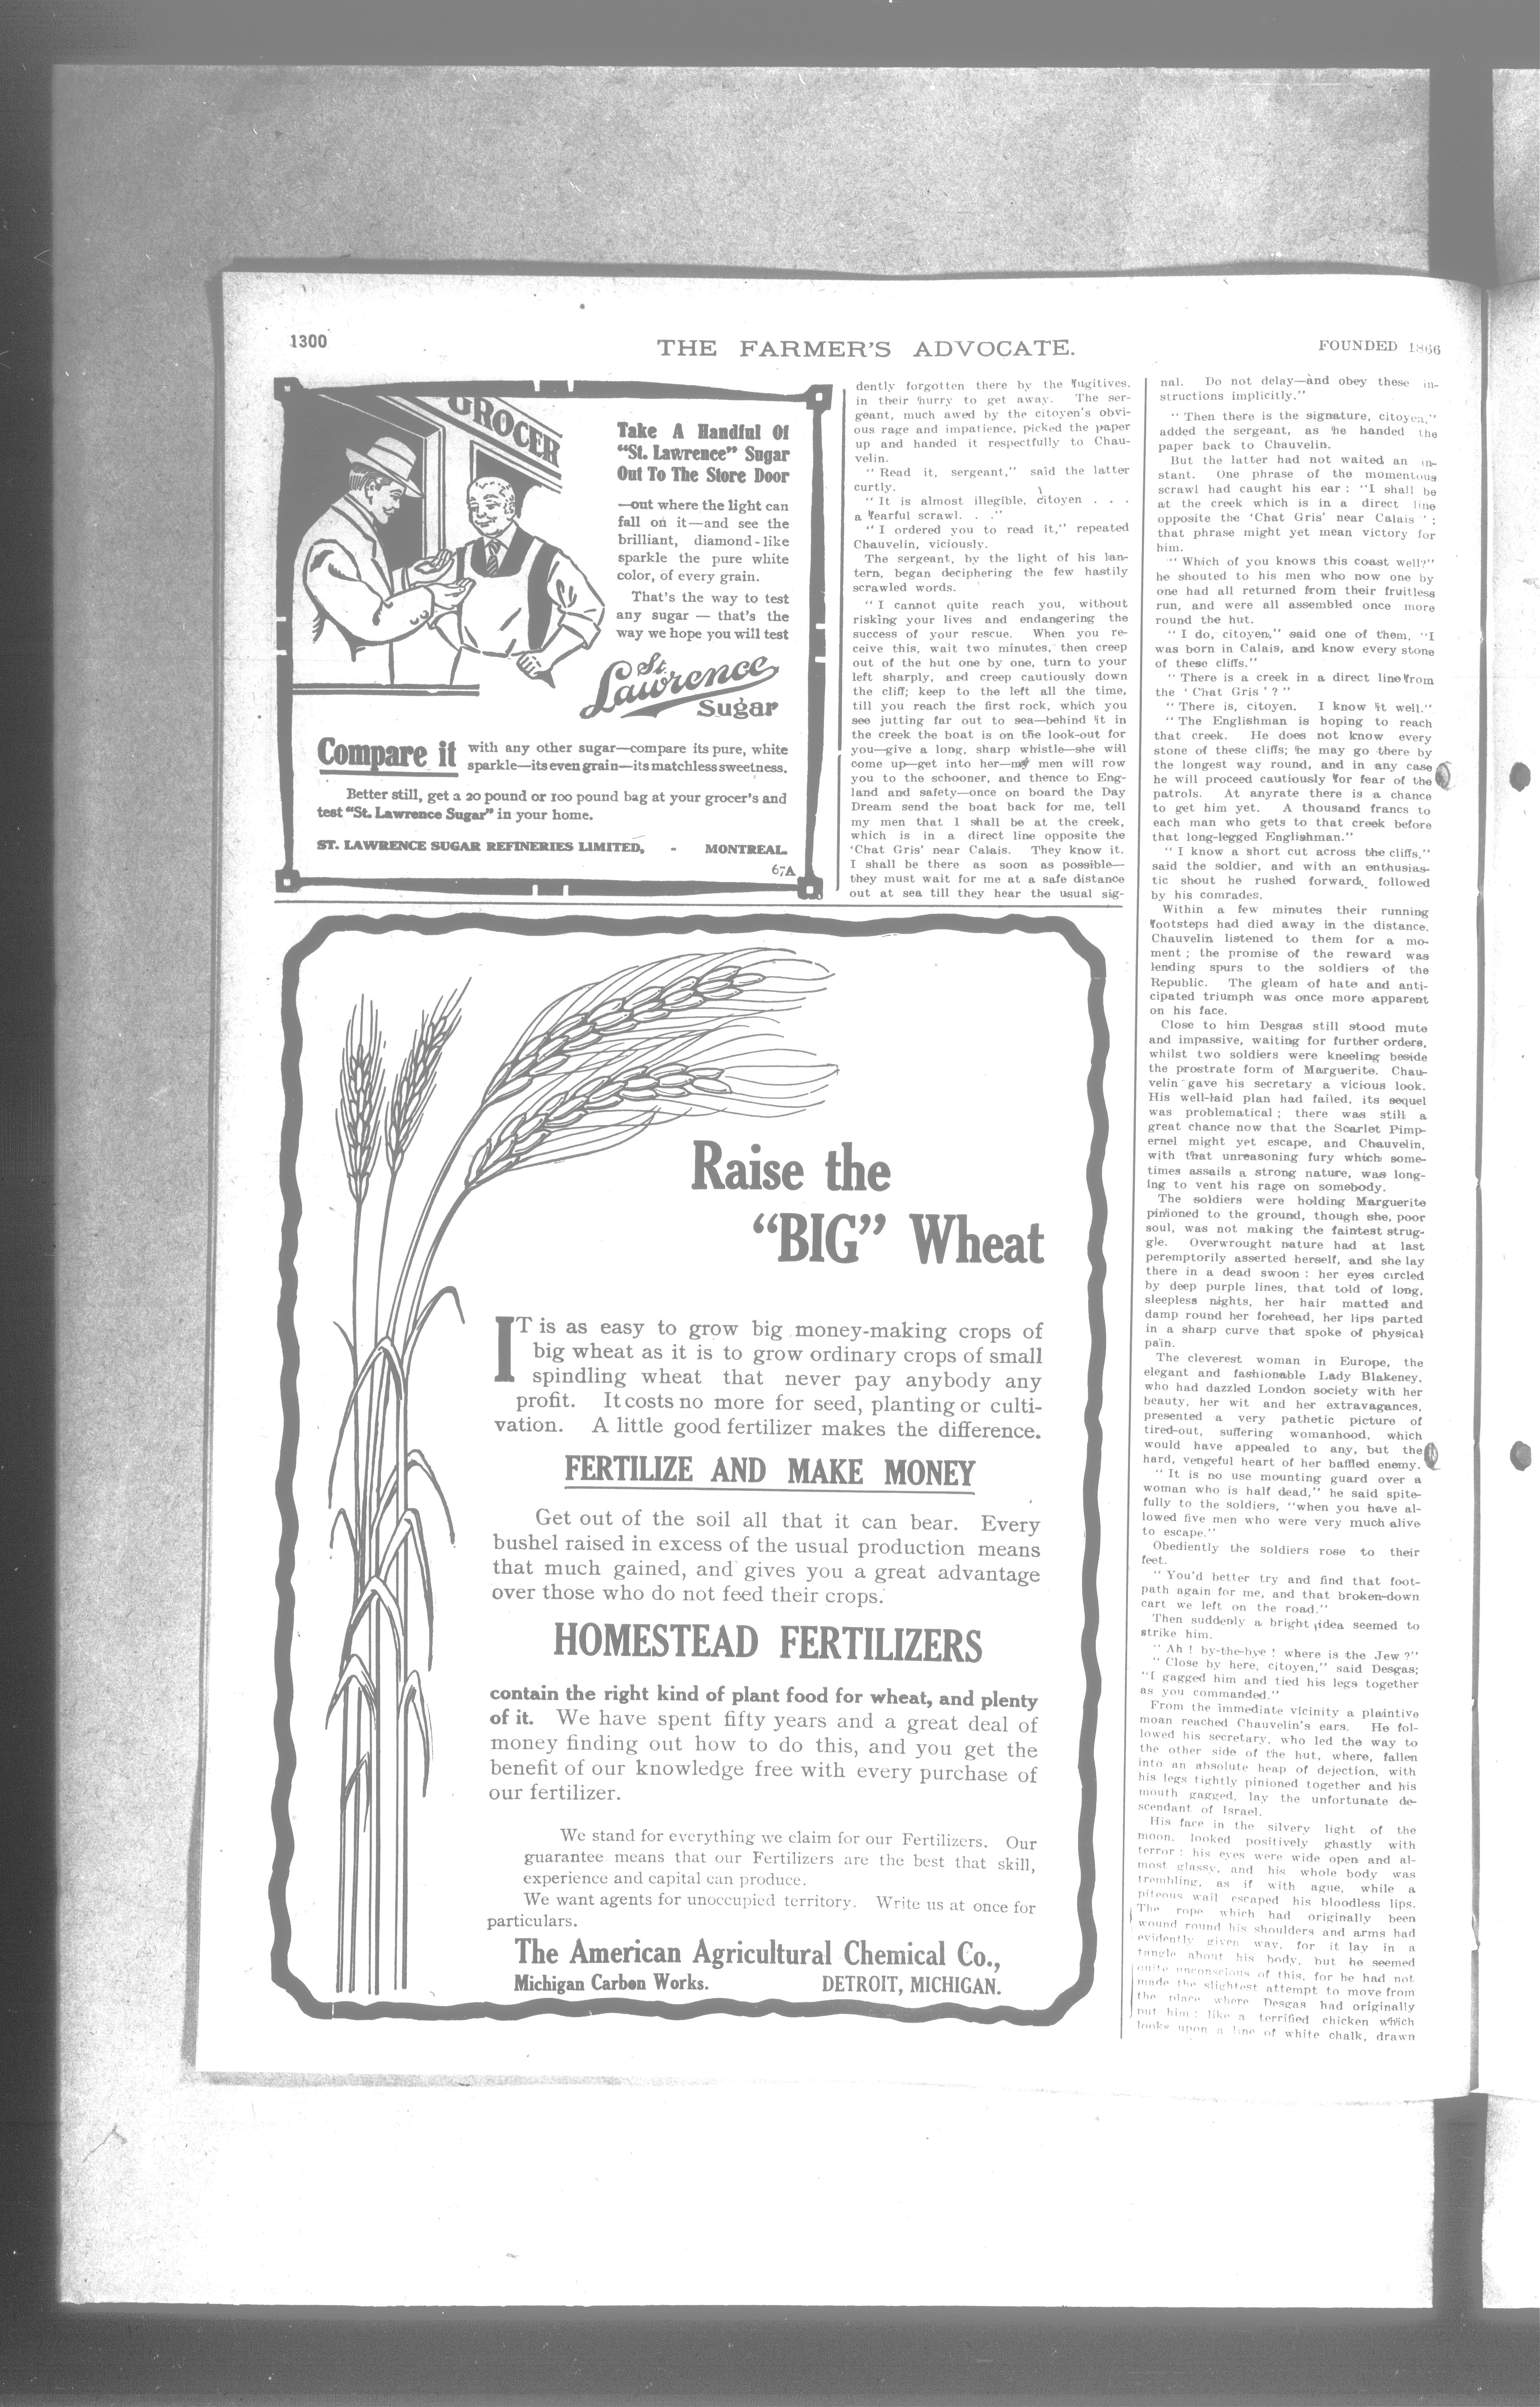 1300
THE FARMER'S ADVOCATE.
FOUNDED 1866
GROCER
Take A Handful Of
"St. Lawrence" Sugar
Out To The Store Door
—out where the light can
fall on it—and see the
brilliant, diamond-like
sparkle the pure white
color, of every grain.
That's the way to test
any sugar — that's the
way we hope you will test
St.
Lawrence
Sugar
Compare it with any other sugar—compare its pure, white
sparkle—its even grain—its matchless sweetness.
Better still, get a 20 pound or 100 pound bag at your grocer's and
test "St. Lawrence Sugar" in your home.
ST. LAWRENCE SUGAR REFINERIES LIMITED, - MONTREAL.
67A
dently forgotten there by the fugitives,
in their hurry to get away. The ser-
geant, much awed by the citoyen's obvi-
ous rage and impatience, picked the paper
up and handed it respectfully to Chau-
velin.
"Read it, sergeant," said the latter
curtly.
"It is almost illegible, citoyen . . .
a fearful scrawl. . ."
"I ordered you to read it," repeated
Chauvelin, viciously.
The sergeant, by the light of his lan-
tern, began deciphering the few hastily
scrawled words.
"I cannot quite reach you, without
risking your lives and endangering the
success of your rescue. When you re-
ceive this, wait two minutes, then creep
out of the hut one by one, turn to your
left sharply, and creep cautiously down
the cliff; keep to the left all the time,
till you reach the first rock, which you
see jutting far out to sea—behind it in
the creek the boat is on the look-out for
you—give a long, sharp whistle—she will
come up—get into her—my men will row
you to the schooner, and thence to Eng-
land and safety—once on board the Day
Dream send the boat back for me, tell
my men that I shall be at the creek,
which is in a direct line opposite the
'Chat Gris' near Calais. They know it.
I shall be there as soon as possible—
they must wait for me at a safe distance
out at sea till they hear the usual sig-
nal. Do not delay—and obey these in-
structions implicitly."
"Then there is the signature, citoyen,"
added the sergeant, as he handed the
paper back to Chauvelin.
But the latter had not waited an in-
stant. One phrase of the momentous
scrawl had caught his ear : "I shall be
at the creek which is in a direct line
opposite the 'Chat Gris' near Calais" :
that phrase might yet mean victory for
him.
"Which of you knows this coast well?"
he shouted to his men who now one by
one had all returned from their fruitless
run, and were all assembled once more
round the hut.
"I do, citoyen," said one of them, "I
was born in Calais, and know every stone
of these cliffs."
"There is a creek in a direct line from
the 'Chat Gris'?"
"There is, citoyen. I know it well."
"The Englishman is hoping to reach
that creek. He does not know every
stone of these cliffs; he may go there by
the longest way round, and in any case
he will proceed cautiously for fear of the
patrols. At anyrate there is a chance
to get him yet. A thousand francs to
each man who gets to that creek before
that long-legged Englishman."
"I know a short cut across the cliffs,"
said the soldier, and with an enthusias-
tic shout he rushed forward, followed
by his comrades.
Within a few minutes their running
footsteps had died away in the distance.
Chauvelin listened to them for a mo-
ment ; the promise of the reward was
lending spurs to the soldiers of the
Republic. The gleam of hate and anti-
cipated triumph was once more apparent
on his face.
Close to him Desgas still stood mute
and impassive, waiting for further orders,
whilst two soldiers were kneeling beside
the prostrate form of Marguerite. Chau-
velin gave his secretary a vicious look.
His well-laid plan had failed, its sequel
was problematical ; there was still a
great chance now that the Scarlet Pimp-
ernel might yet escape, and Chauvelin,
with that unreasoning fury which some-
times assails a strong nature, was long-
ing to vent his rage on somebody.
The soldiers were holding Marguerite
pinioned to the ground, though she, poor
soul, was not making the faintest strug-
gle. Overwrought nature had at last
peremptorily asserted herself, and she lay
there in a dead swoon : her eyes circled
by deep purple lines, that told of long,
sleepless nights, her hair matted and
damp round her forehead, her lips parted
in a sharp curve that spoke of physical
pain.
The cleverest woman in Europe, the
elegant and fashionable Lady Blakeney,
who had dazzled London society with her
beauty, her wit and her extravagances,
presented a very pathetic picture of
tired-out, suffering womanhood, which
would have appealed to any, but the
hard, vengeful heart of her baffled enemy.
"It is no use mounting guard over a
woman who is half dead," he said spite-
fully to the soldiers, "when you have al-
lowed five men who were very much alive
to escape."
Obediently the soldiers rose to their
feet.
"You'd better try and find that foot-
path again for me, and that broken-down
cart we left on the road."
Then suddenly a bright idea seemed to
strike him.
"Ah ! by-the-bye ! where is the Jew ?"
"Close by here, citoyen," said Desgas;
"I gagged him and tied his legs together
as you commanded."
From the immediate vicinity a plaintive
moan reached Chauvelin's ears. He fol-
lowed his secretary, who led the way to
the other side of the hut, where, fallen
into an absolute heap of dejection, with
his legs tightly pinioned together and his
mouth gagged, lay the unfortunate de-
scendant of Israel.
His face in the silvery light of the
moon, looked positively ghastly with
terror : his eyes were wide open and al-
most glassy, and his whole body was
trembling, as if with ague, while a
piteous wail escaped his bloodless lips.
The rope which had originally been
wound round his shoulders and arms had
evidently given way, for it lay in a
tangle about his body, but he seemed
quite unconscious of this, for he had not
made the slightest attempt to move from
the place where Desgas had originally
put him : like a terrified chicken which
looks upon a line of white chalk, drawn
Raise the
"BIG" Wheat
IT is as easy to grow big money-making crops of
big wheat as it is to grow ordinary crops of small
spindling wheat that never pay anybody any
profit. It costs no more for seed, planting or culti-
vation. A little good fertilizer makes the difference.
FERTILIZE AND MAKE MONEY
Get out of the soil all that it can bear. Every
bushel raised in excess of the usual production means
that much gained, and gives you a great advantage
over those who do not feed their crops.
HOMESTEAD FERTILIZERS
contain the right kind of plant food for wheat, and plenty
of it. We have spent fifty years and a great deal of
money finding out how to do this, and you get the
benefit of our knowledge free with every purchase of
our fertilizer.
We stand for everything we claim for our Fertilizers. Our
guarantee means that our Fertilizers are the best that skill,
experience and capital can produce.
We want agents for unoccupied territory. Write us at once for
particulars.
The American Agricultural Chemical Co.,
Michigan Carbon Works. DETROIT, MICHIGAN.